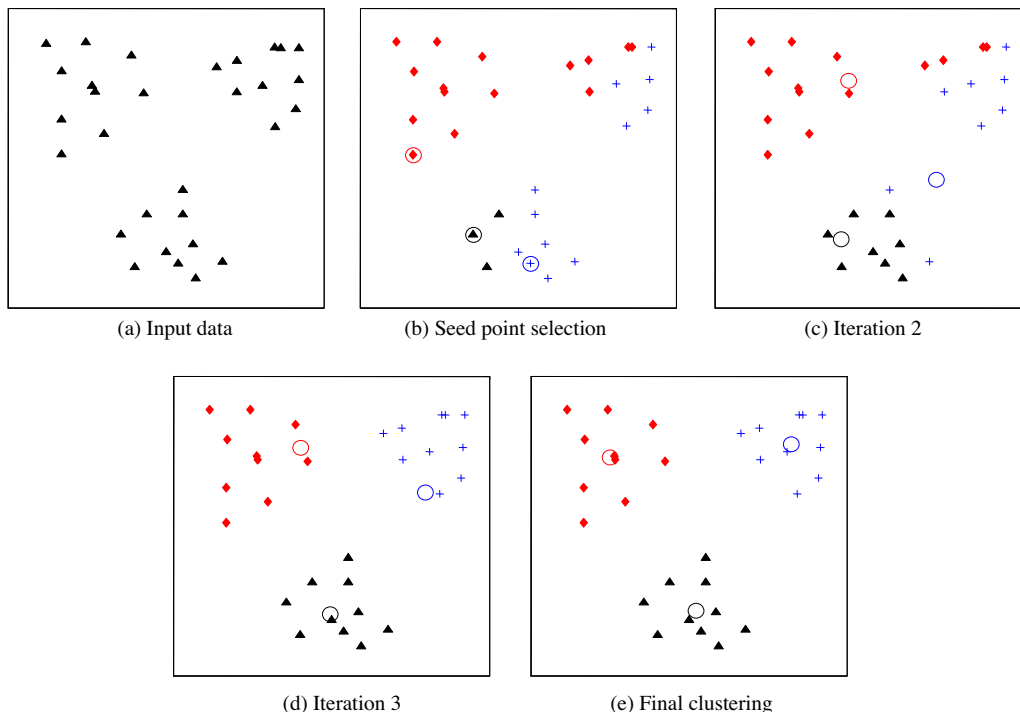 (a) Input data
(b) Seed point selection
(c) Iteration 2
(d) Iteration 3
(e) Final clustering